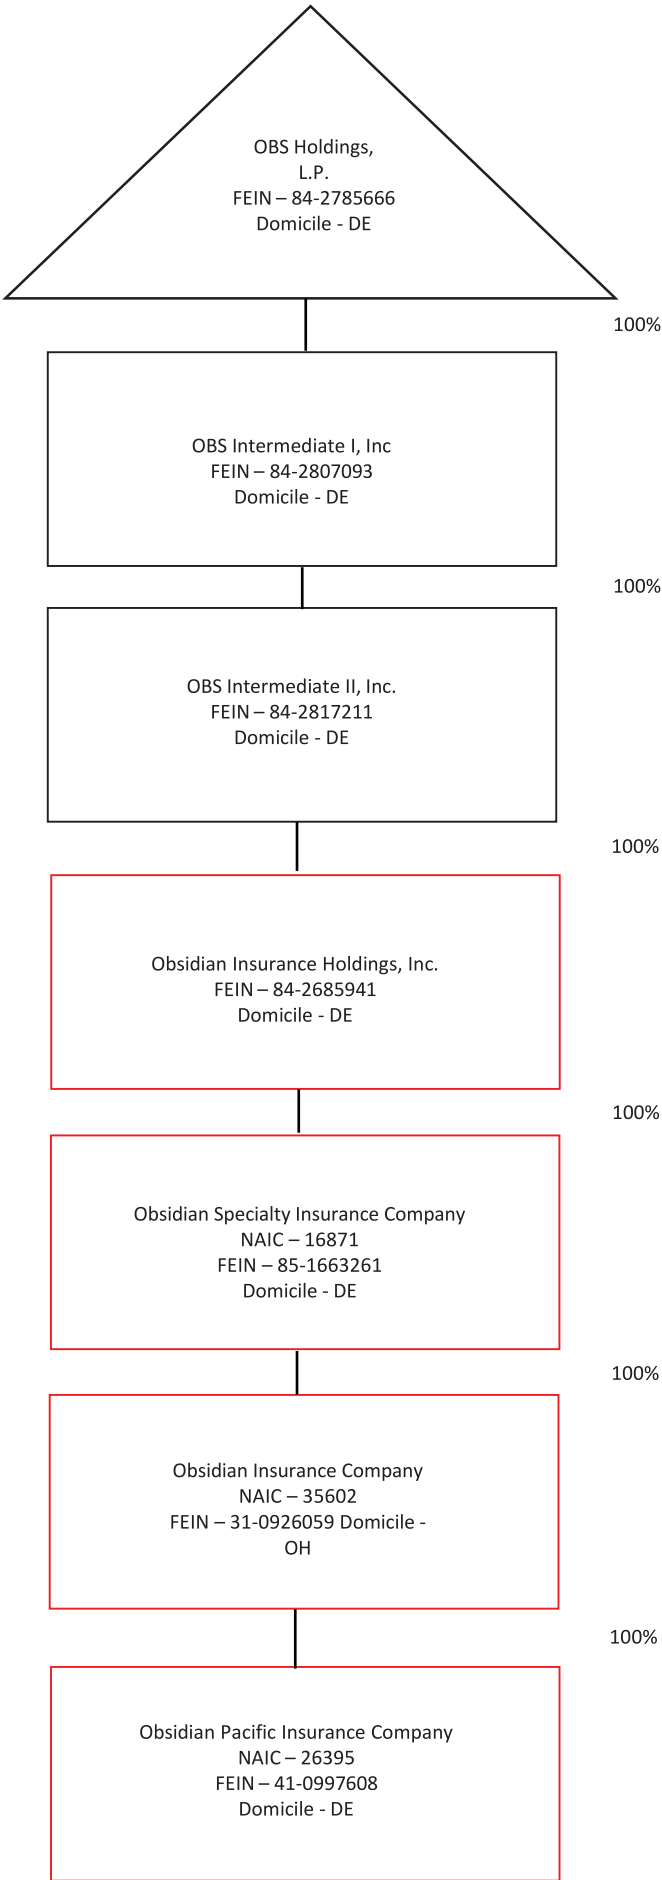 OBS Holdings,
L.P.
FEIN – 84-2785666
Domicile - DE
100%
OBS Intermediate I, Inc
FEIN – 84-2807093
Domicile - DE
100%
OBS Intermediate II, Inc.
FEIN – 84-2817211
Domicile - DE
100%
Obsidian Insurance Holdings, Inc.
FEIN – 84-2685941
Domicile - DE
100%
Obsidian Specialty Insurance Company
NAIC – 16871
FEIN – 85-1663261
Domicile - DE
100%
Obsidian Insurance Company
NAIC – 35602
FEIN – 31-0926059 Domicile -
OH
100%
Obsidian Pacific Insurance Company
NAIC – 26395
FEIN – 41-0997608
Domicile - DE